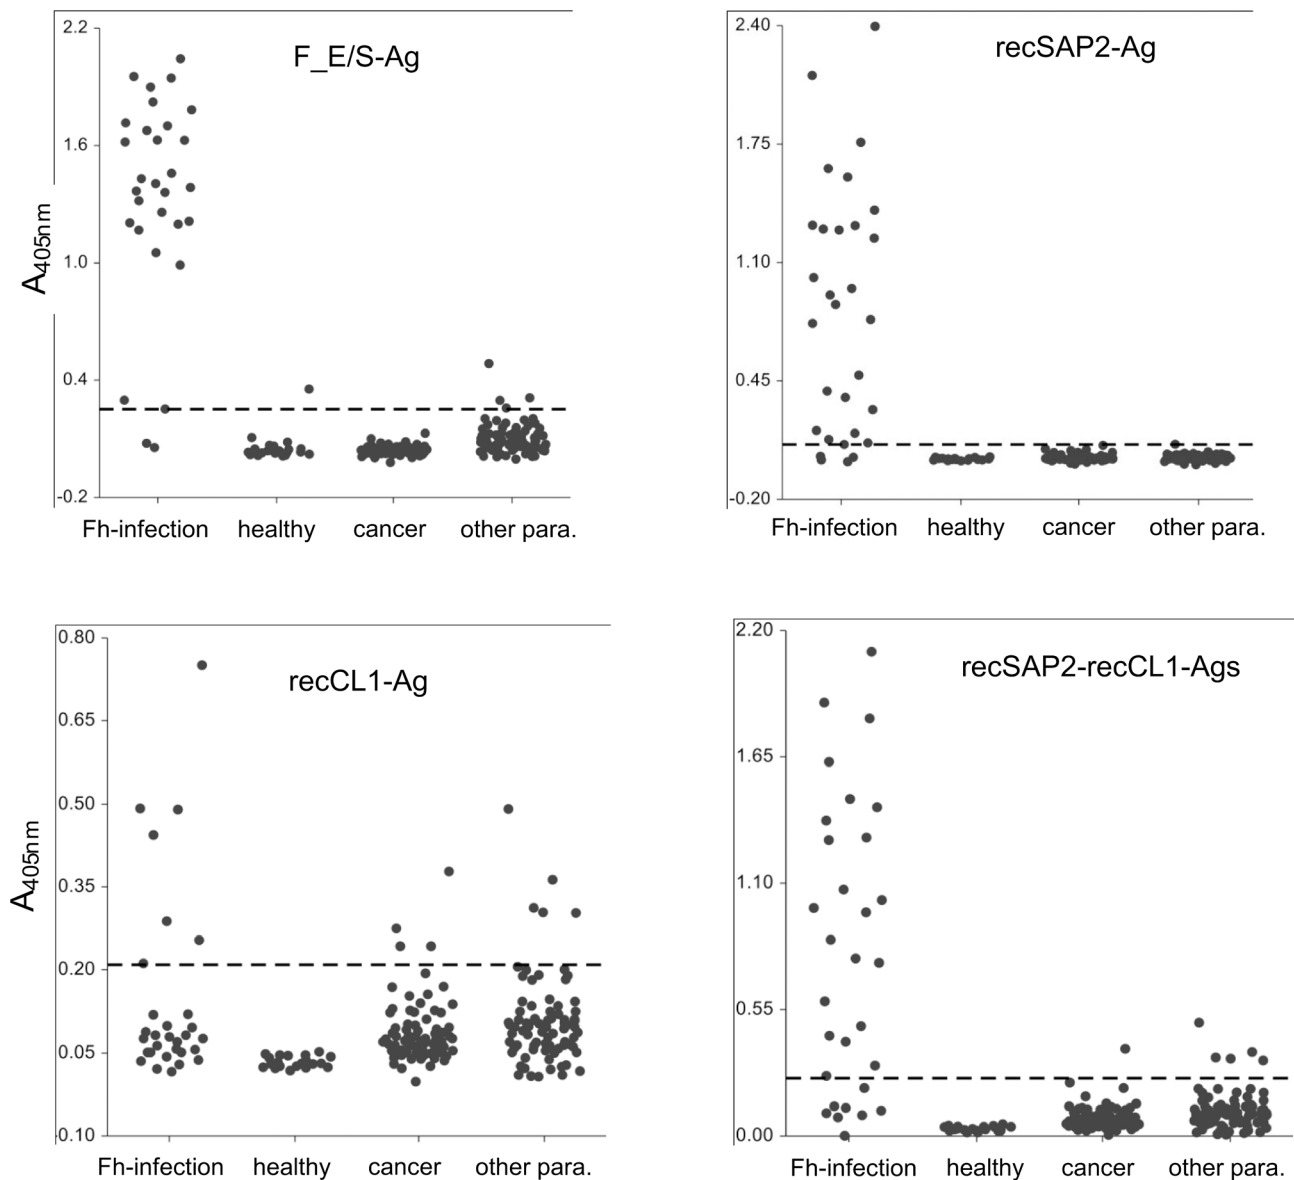 F_E/S-Ag
A405nm
2.2
1.6
1.0
0.4
-0.2
Fh-infection healthy cancer other para.
recSAP2-Ag
2.40
1.75
1.10
0.45
-0.20
Fh-infection healthy cancer other para.
recCL1-Ag
A405nm
0.80
0.65
0.50
0.35
0.20
0.05
-0.10
Fh-infection healthy cancer other para.
recSAP2-recCL1-Ags
2.20
1.65
1.10
0.55
0.00
Fh-infection healthy cancer other para.